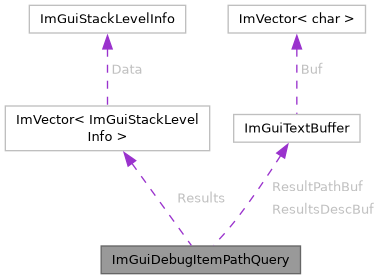 ImGuiStackLevelInfo
ImVector< char >
Data
Buf
ImVector< ImGuiStackLevel
Info >
ImGuiTextBuffer
Results
ResultPathBuf
ResultsDescBuf
ImGuiDebugItemPathQuery